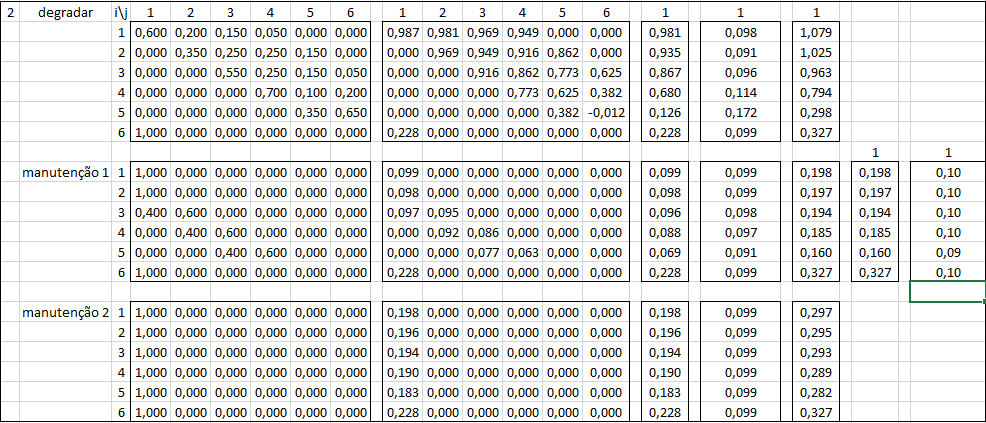 2 degradar i\j 1 2 3 4 5 6 1 2 3 4 5 6 1 1 1
1 0,600 0,200 0,150 0,050 0,000 0,000 0,987 0,981 0,969 0,949 0,000 0,000 0,981 0,098 1,079
2 0,000 0,350 0,250 0,250 0,150 0,000 0,000 0,969 0,949 0,916 0,862 0,000 0,935 0,091 1,025
3 0,000 0,000 0,550 0,250 0,150 0,050 0,000 0,000 0,916 0,862 0,773 0,625 0,867 0,096 0,963
4 0,000 0,000 0,000 0,700 0,100 0,200 0,000 0,000 0,000 0,773 0,625 0,382 0,680 0,114 0,794
5 0,000 0,000 0,000 0,000 0,350 0,650 0,000 0,000 0,000 0,000 0,382 -0,012 0,126 0,172 0,298
6 1,000 0,000 0,000 0,000 0,000 0,000 0,228 0,000 0,000 0,000 0,000 0,000 0,228 0,099 0,327
1 1
manutenção 1 1 1,000 0,000 0,000 0,000 0,000 0,000 0,099 0,000 0,000 0,000 0,000 0,000 0,099 0,099 0,198 0,198 0,10
2 1,000 0,000 0,000 0,000 0,000 0,000 0,098 0,000 0,000 0,000 0,000 0,000 0,098 0,099 0,197 0,197 0,10
3 0,400 0,600 0,000 0,000 0,000 0,000 0,097 0,095 0,000 0,000 0,000 0,000 0,096 0,098 0,194 0,194 0,10
4 0,000 0,400 0,600 0,000 0,000 0,000 0,000 0,092 0,086 0,000 0,000 0,000 0,088 0,097 0,185 0,185 0,10
5 0,000 0,000 0,400 0,600 0,000 0,000 0,000 0,000 0,077 0,063 0,000 0,000 0,069 0,091 0,160 0,160 0,09
6 1,000 0,000 0,000 0,000 0,000 0,000 0,228 0,000 0,000 0,000 0,000 0,000 0,228 0,099 0,327 0,327 0,10
manutenção 2 1 1,000 0,000 0,000 0,000 0,000 0,000 0,198 0,000 0,000 0,000 0,000 0,000 0,198 0,099 0,297
2 1,000 0,000 0,000 0,000 0,000 0,000 0,196 0,000 0,000 0,000 0,000 0,000 0,196 0,099 0,295
3 1,000 0,000 0,000 0,000 0,000 0,000 0,194 0,000 0,000 0,000 0,000 0,000 0,194 0,099 0,293
4 1,000 0,000 0,000 0,000 0,000 0,000 0,190 0,000 0,000 0,000 0,000 0,000 0,190 0,099 0,289
5 1,000 0,000 0,000 0,000 0,000 0,000 0,183 0,000 0,000 0,000 0,000 0,000 0,183 0,099 0,282
6 1,000 0,000 0,000 0,000 0,000 0,000 0,228 0,000 0,000 0,000 0,000 0,000 0,228 0,099 0,327